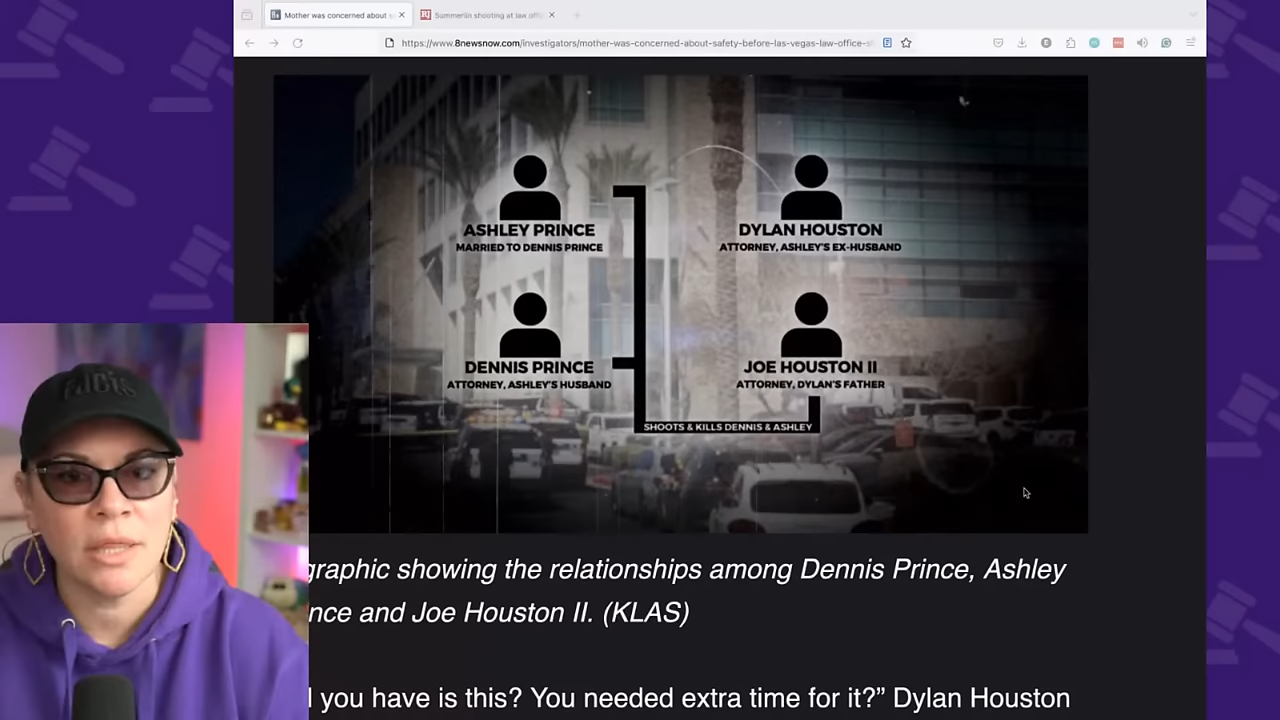 Mother was concerned about s
Summerlin shooting at law offi
https://www.8newsnow.com/investigators/mother-was-concerned-about-safety-before-las-vegas-law-office-s
ASHLEY PRINCE
MARRIED TO DENNIS PRINCE
DYLAN HOUSTON
ATTORNEY, ASHLEY'S EX-HUSBAND
DENNIS PRINCE
ATTORNEY, ASHLEY'S HUSBAND
JOE HOUSTON II
ATTORNEY, DYLAN'S FATHER
SHOOTS & KILLS DENNIS & ASHLEY
graphic showing the relationships among Dennis Prince, Ashley
nce and Joe Houston II. (KLAS)
l you have is this? You needed extra time for it?” Dylan Houston